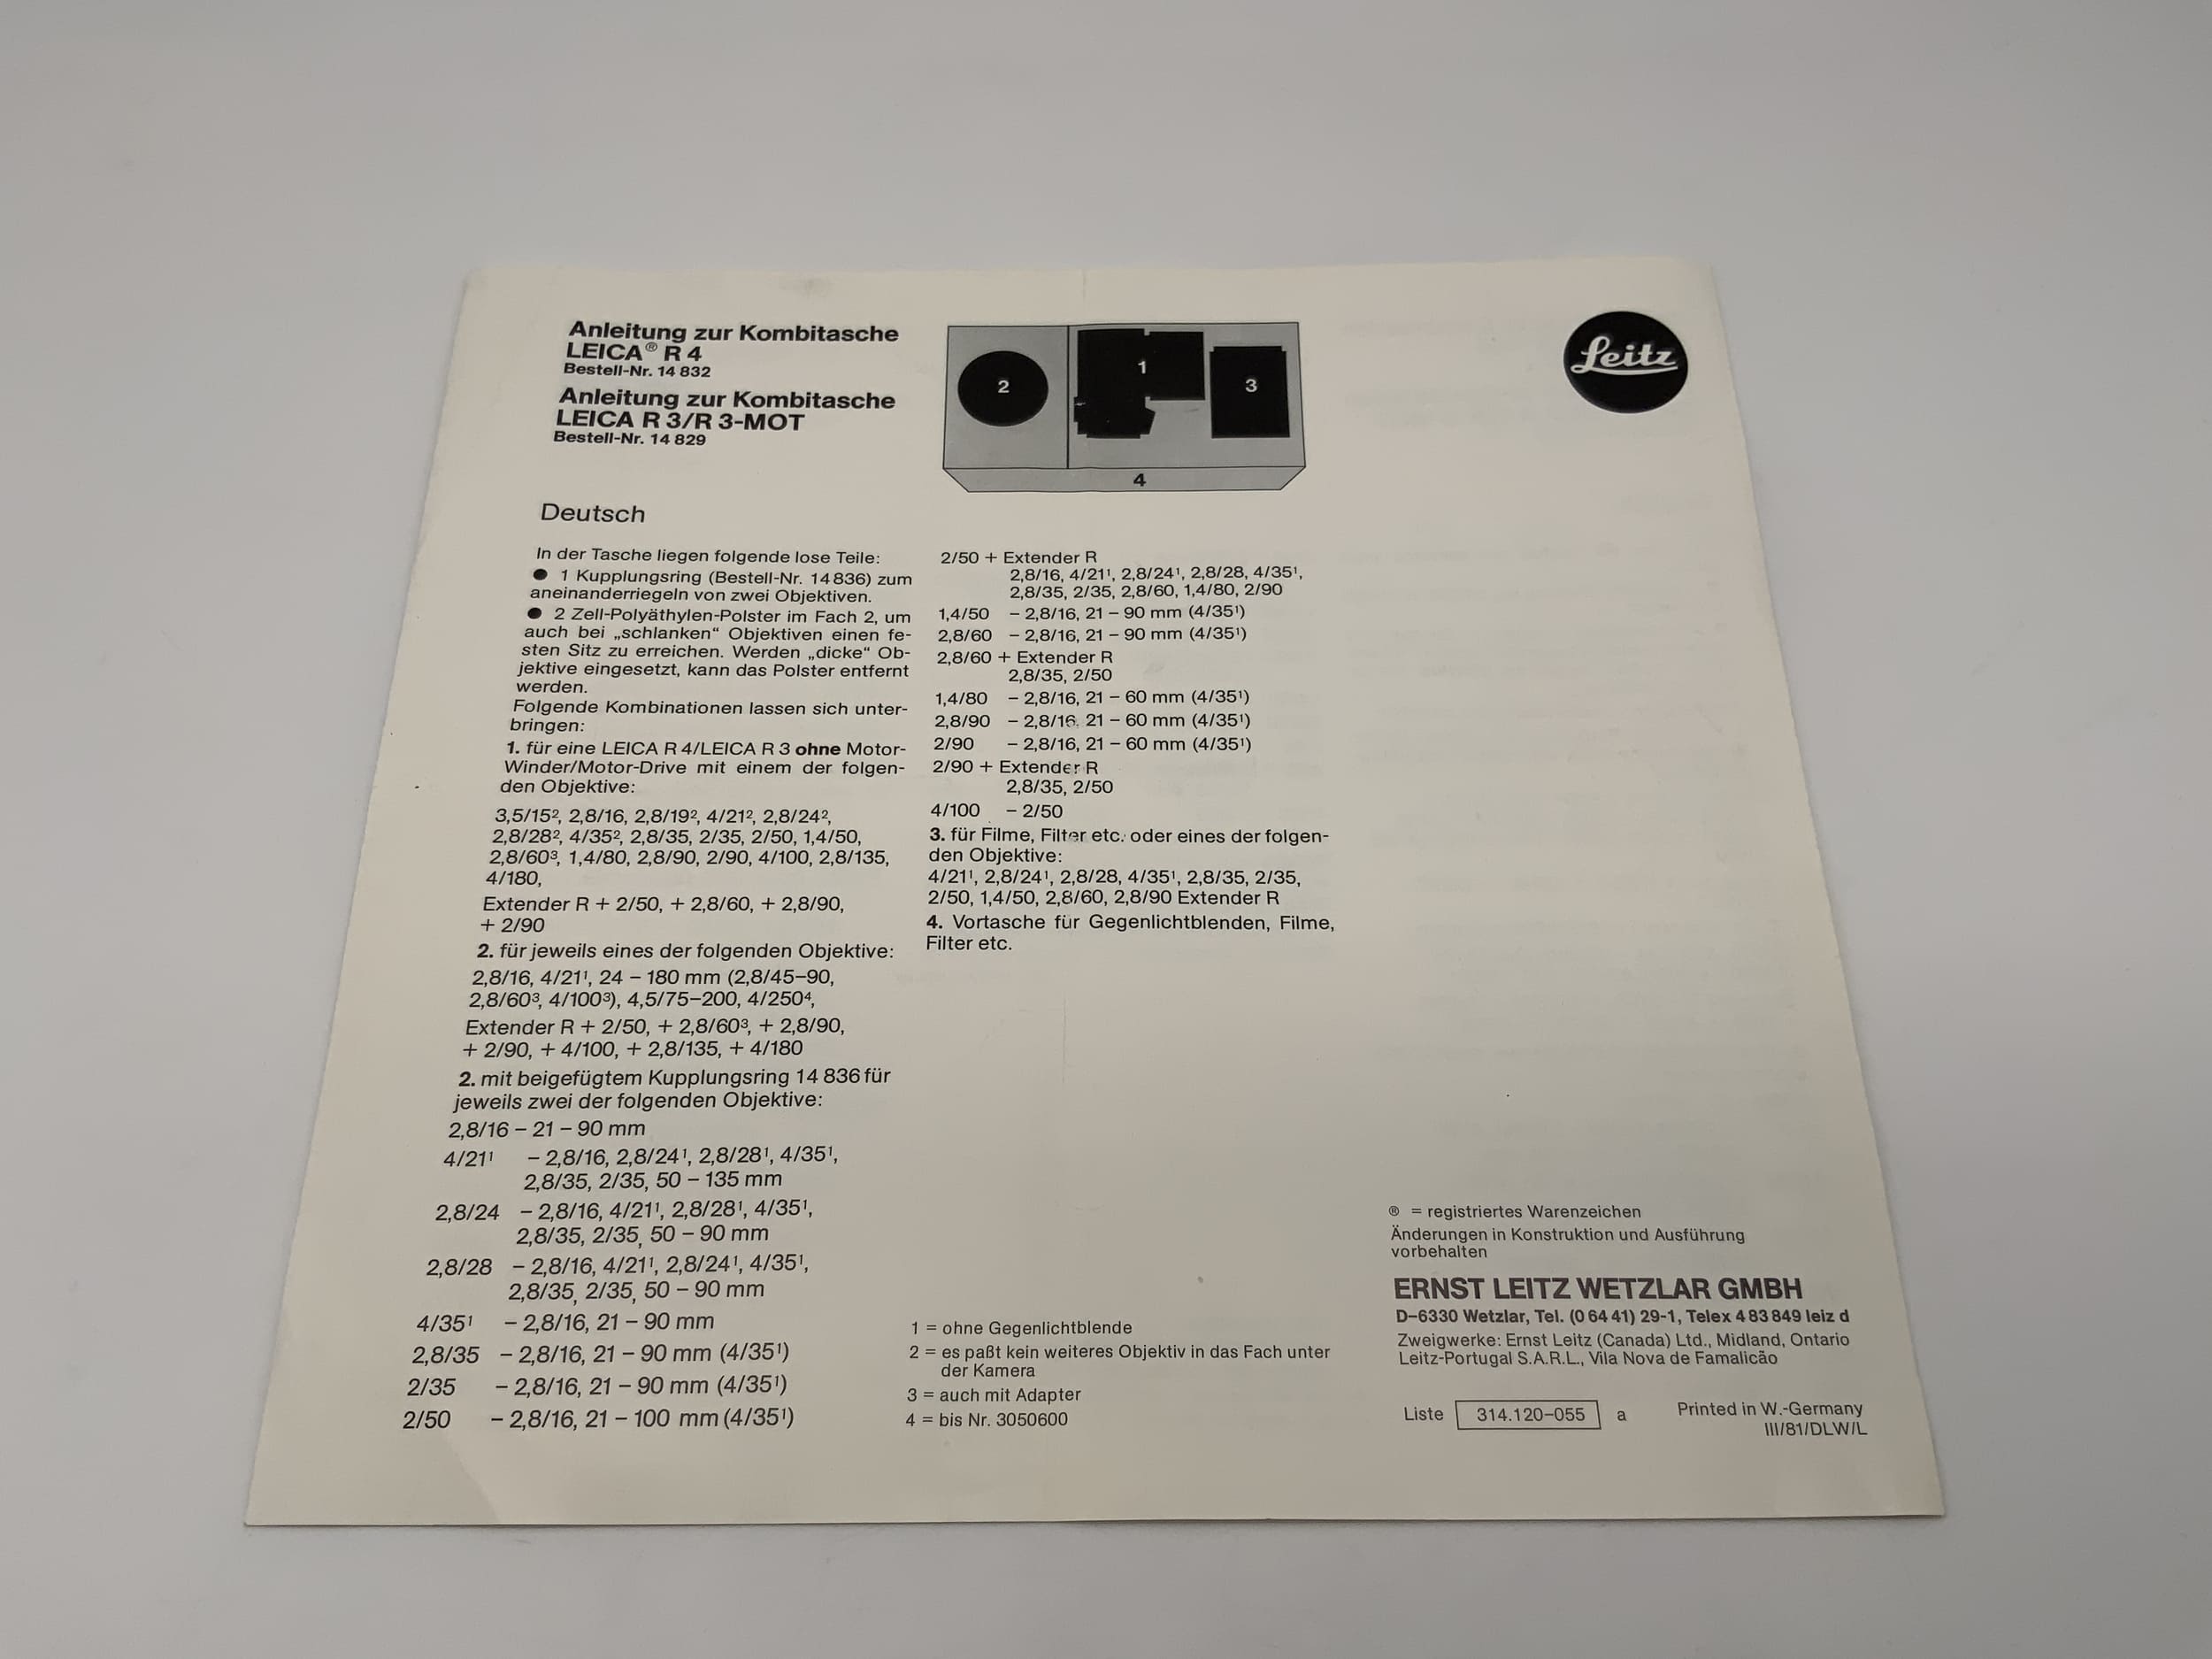 Anleitung zur Kombitasche
LEICA® R 4
Bestell-Nr. 14 832
Anleitung zur Kombitasche
LEICA R 3/R 3-MOT
Bestell-Nr. 14 829
2
1
3
4
Leitz
Deutsch
In der Tasche liegen folgende lose Teile:
● 1 Kupplungsring (Bestell-Nr. 14 836) zum
aneinanderriegeln von zwei Objektiven.
● 2 Zell-Polyäthylen-Polster im Fach 2, um
auch bei „schlanken“ Objektiven einen fe-
sten Sitz zu erreichen. Werden „dicke“ Ob-
jektive eingesetzt, kann das Polster entfernt
werden.
Folgende Kombinationen lassen sich unter-
bringen:
1. für eine LEICA R 4/LEICA R 3 ohne Motor-
Winder/Motor-Drive mit einem der folgen-
den Objektive:
3,5/15², 2,8/16, 2,8/19², 4/21², 2,8/24²,
2,8/28², 4/35², 2,8/35, 2/35, 2/50, 1,4/50,
2,8/60³, 1,4/80, 2,8/90, 2/90, 4/100, 2,8/135,
4/180,
Extender R + 2/50, + 2,8/60, + 2,8/90,
+ 2/90
2. für jeweils eines der folgenden Objektive:
2,8/16, 4/21¹, 24 – 180 mm (2,8/45–90,
2,8/60³, 4/100³), 4,5/75–200, 4/250⁴,
Extender R + 2/50, + 2,8/60³, + 2,8/90,
+ 2/90, + 4/100, + 2,8/135, + 4/180
2. mit beigefügtem Kupplungsring 14 836 für
jeweils zwei der folgenden Objektive:
2,8/16 – 21 – 90 mm
4/21¹ – 2,8/16, 2,8/24¹, 2,8/28¹, 4/35¹,
2,8/35, 2/35, 50 – 135 mm
2,8/24 – 2,8/16, 4/21¹, 2,8/28¹, 4/35¹,
2,8/35, 2/35, 50 – 90 mm
2,8/28 – 2,8/16, 4/21¹, 2,8/24¹, 4/35¹,
2,8/35, 2/35, 50 – 90 mm
4/35¹ – 2,8/16, 21 – 90 mm
2,8/35 – 2,8/16, 21 – 90 mm (4/35¹)
2/35 – 2,8/16, 21 – 90 mm (4/35¹)
2/50 – 2,8/16, 21 – 100 mm (4/35¹)
2/50 + Extender R
2,8/16, 4/21¹, 2,8/24¹, 2,8/28, 4/35¹,
2,8/35, 2/35, 2,8/60, 1,4/80, 2/90
1,4/50 – 2,8/16, 21 – 90 mm (4/35¹)
2,8/60 – 2,8/16, 21 – 90 mm (4/35¹)
2,8/60 + Extender R
2,8/35, 2/50
1,4/80 – 2,8/16, 21 – 60 mm (4/35¹)
2,8/90 – 2,8/16, 21 – 60 mm (4/35¹)
2/90 – 2,8/16, 21 – 60 mm (4/35¹)
2/90 + Extender R
2,8/35, 2/50
4/100 – 2/50
3. für Filme, Filter etc. oder eines der folgen-
den Objektive:
4/21¹, 2,8/24¹, 2,8/28, 4/35¹, 2,8/35, 2/35,
2/50, 1,4/50, 2,8/60, 2,8/90 Extender R
4. Vortasche für Gegenlichtblenden, Filme,
Filter etc.
1 = ohne Gegenlichtblende
2 = es paßt kein weiteres Objektiv in das Fach unter
der Kamera
3 = auch mit Adapter
4 = bis Nr. 3050600
® = registriertes Warenzeichen
Änderungen in Konstruktion und Ausführung
vorbehalten
ERNST LEITZ WETZLAR GMBH
D–6330 Wetzlar, Tel. (0 64 41) 29-1, Telex 4 83 849 leiz d
Zweigwerke: Ernst Leitz (Canada) Ltd., Midland, Ontario
Leitz-Portugal S.A.R.L., Vila Nova de Famalicão
Liste 314.120–055 a
Printed in W.-Germany
III/81/DLW/L